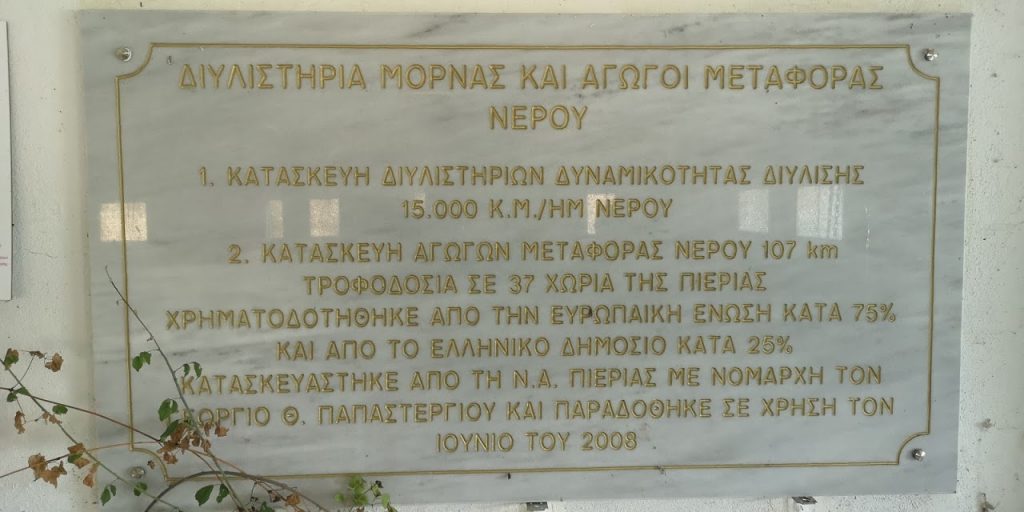 ΔΙΥΛΙΣΤΗΡΙΑ ΜΟΡΝΑΣ ΚΑΙ ΑΓΩΓΟΙ ΜΕΤΑΦΟΡΑΣ
ΝΕΡΟΥ
1. ΚΑΤΑΣΚΕΥΗ ΔΙΥΛΙΣΤΗΡΙΩΝ ΔΥΝΑΜΙΚΟΤΗΤΑΣ ΔΙΥΛΙΣΗΣ
15.000 Κ.Μ./ΗΜ ΝΕΡΟΥ
2. ΚΑΤΑΣΚΕΥΗ ΑΓΩΓΩΝ ΜΕΤΑΦΟΡΑΣ ΝΕΡΟΥ 107 km
ΤΡΟΦΟΔΟΣΙΑ ΣΕ 37 ΧΩΡΙΑ ΤΗΣ ΠΙΕΡΙΑΣ
ΧΡΗΜΑΤΟΔΟΤΗΘΗΚΕ ΑΠΟ ΤΗΝ ΕΥΡΩΠΑΙΚΗ ΕΝΩΣΗ ΚΑΤΑ 75%
ΚΑΙ ΑΠΟ ΤΟ ΕΛΛΗΝΙΚΟ ΔΗΜΟΣΙΟ ΚΑΤΑ 25%
ΚΑΤΑΣΚΕΥΑΣΤΗΚΕ ΑΠΟ ΤΗ Ν.Α. ΠΙΕΡΙΑΣ ΜΕ ΝΟΜΑΡΧΗ ΤΟΝ
ΓΕΩΡΓΙΟ Θ. ΠΑΠΑΣΤΕΡΓΙΟΥ ΚΑΙ ΠΑΡΑΔΟΘΗΚΕ ΣΕ ΧΡΗΣΗ ΤΟΝ
ΙΟΥΝΙΟ ΤΟΥ 2008